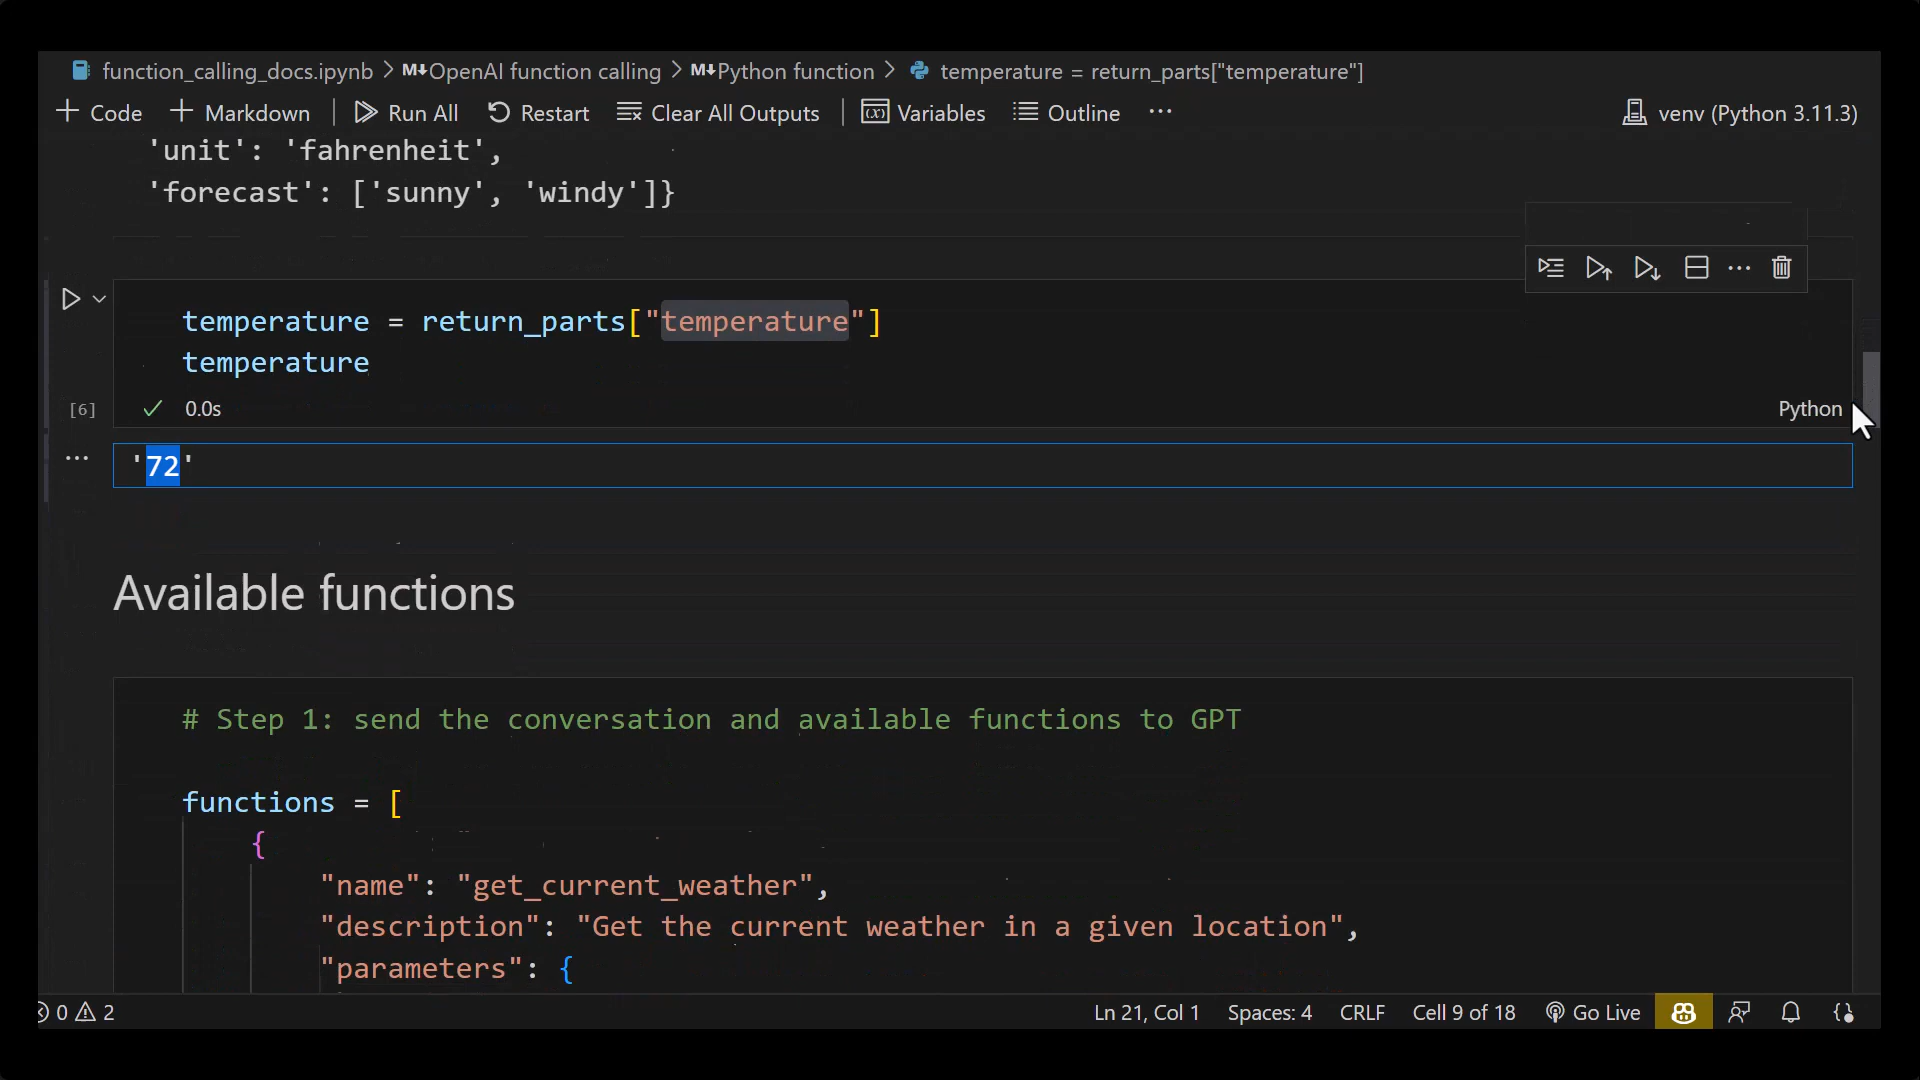 function_calling_docs.ipynb > M↓OpenAI function calling > M↓Python function > temperature = return_parts["temperature"]
+ Code + Markdown | Run All Restart Clear All Outputs | Variables Outline ··· venv (Python 3.11.3)
'unit': 'fahrenheit',
'forecast': ['sunny', 'windy']}
temperature = return_parts["temperature"]
temperature
[6] ✓ 0.0s Python
'72'
Available functions
# Step 1: send the conversation and available functions to GPT
functions = [
{
"name": "get_current_weather",
"description": "Get the current weather in a given location",
"parameters": {
0 2 Ln 21, Col 1 Spaces: 4 CRLF Cell 9 of 18 Go Live